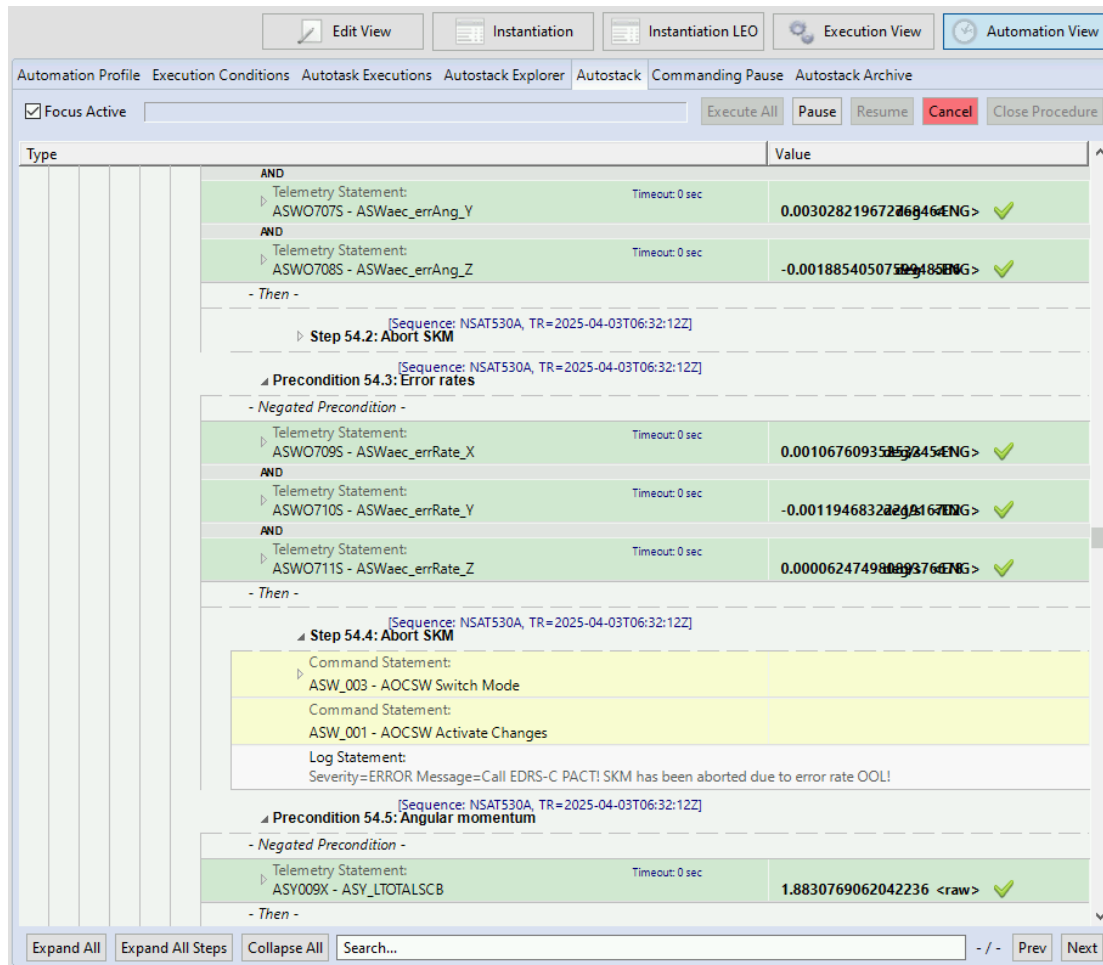 Edit View Instantiation Instantiation LEO Execution View Automation View
Automation Profile Execution Conditions Autotask Executions Autostack Explorer Autostack Commanding Pause Autostack Archive
Focus Active Execute All Pause Resume Cancel Close Procedure
Type Value
AND
Telemetry Statement: Timeout: 0 sec
ASWO707S - ASWaec_errAng_Y
AND
Telemetry Statement: Timeout: 0 sec
ASWO708S - ASWaec_errAng_Z
- Then -
[Sequence: NSAT530A, TR=2025-04-03T06:32:12Z]
Step 54.2: Abort SKM
[Sequence: NSAT530A, TR=2025-04-03T06:32:12Z]
Precondition 54.3: Error rates
- Negated Precondition -
Telemetry Statement: Timeout: 0 sec
ASWO709S - ASWaec_errRate_X
AND
Telemetry Statement: Timeout: 0 sec
ASWO710S - ASWaec_errRate_Y
AND
Telemetry Statement: Timeout: 0 sec
ASWO711S - ASWaec_errRate_Z
- Then -
[Sequence: NSAT530A, TR=2025-04-03T06:32:12Z]
Step 54.4: Abort SKM
Command Statement:
ASW_003 - AOCSW Switch Mode
Command Statement:
ASW_001 - AOCSW Activate Changes
Log Statement:
Severity=ERROR Message=Call EDRS-C PACT! SKM has been aborted due to error rate OOL!
[Sequence: NSAT530A, TR=2025-04-03T06:32:12Z]
Precondition 54.5: Angular momentum
- Negated Precondition -
Telemetry Statement: Timeout: 0 sec
ASY009X - ASY_LTOTALSCB 1.8830769062042236 <raw>
- Then -
Expand All Expand All Steps Collapse All Search... - / - Prev Next